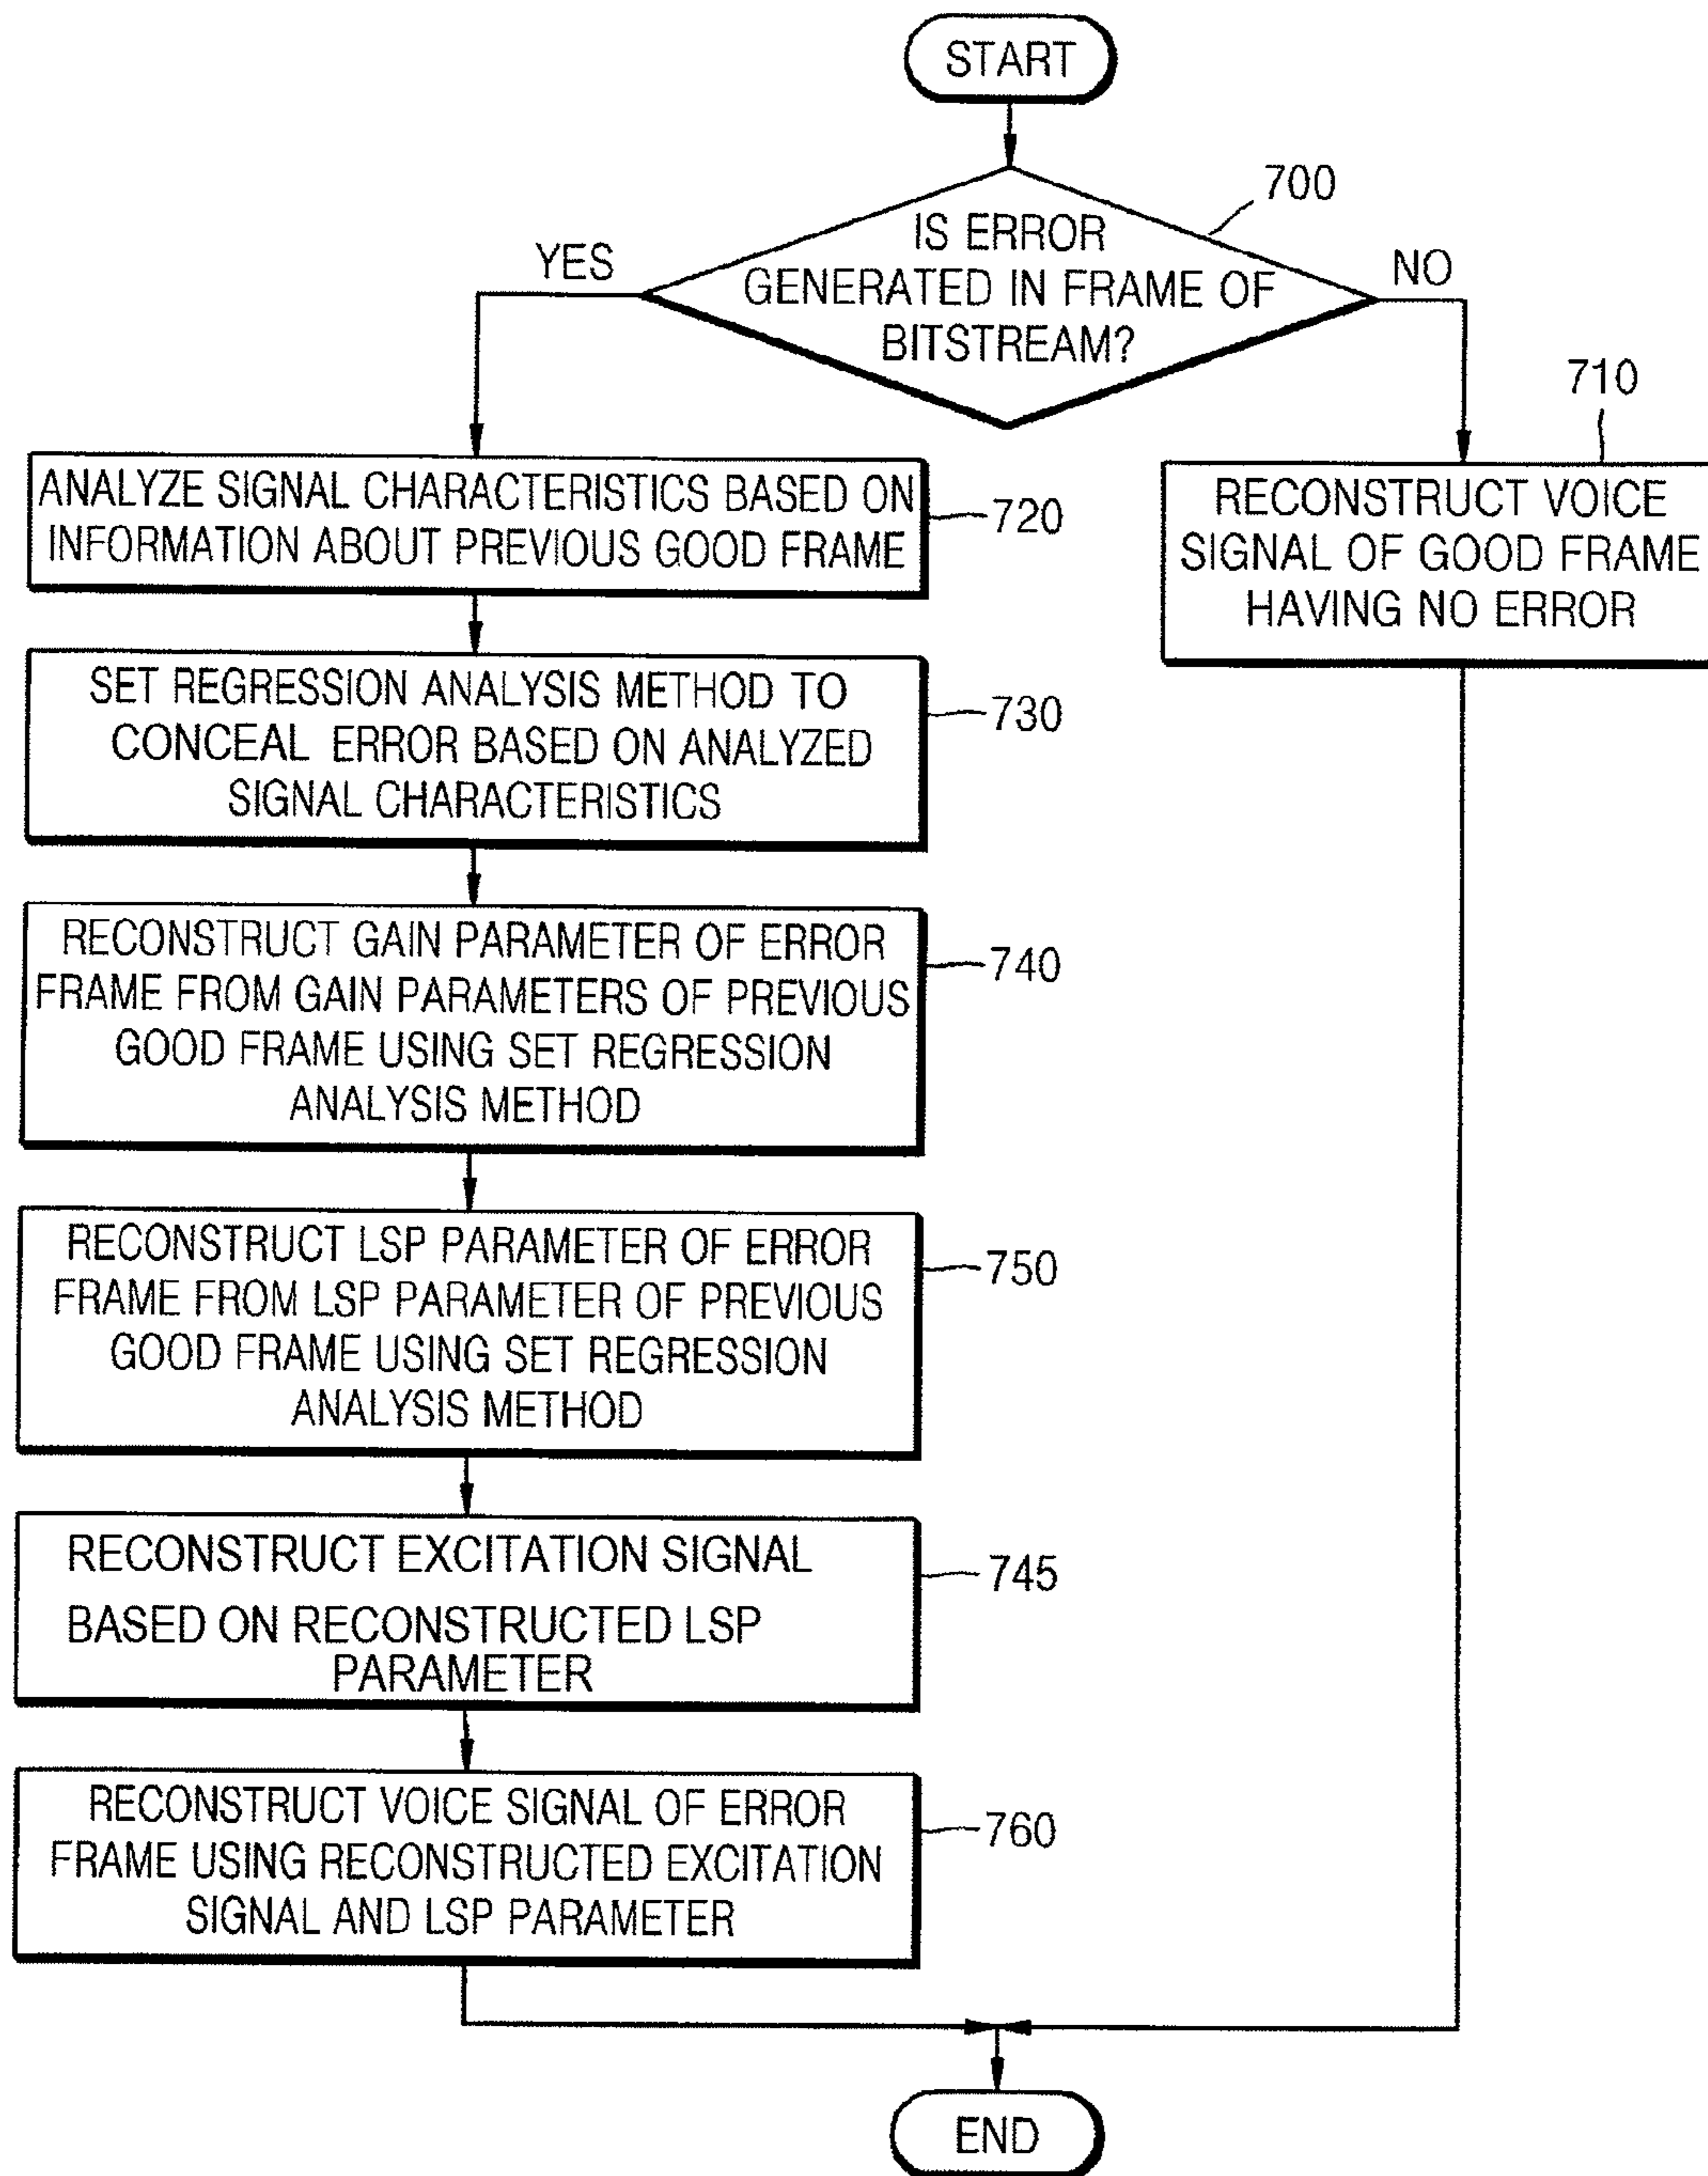 START
700
IS ERROR
GENERATED IN FRAME OF
BITSTREAM?
YES
NO
710
RECONSTRUCT VOICE
SIGNAL OF GOOD FRAME
HAVING NO ERROR
ANALYZE SIGNAL CHARACTERISTICS BASED ON
INFORMATION ABOUT PREVIOUS GOOD FRAME
720
SET REGRESSION ANALYSIS METHOD TO
CONCEAL ERROR BASED ON ANALYZED
SIGNAL CHARACTERISTICS
730
RECONSTRUCT GAIN PARAMETER OF ERROR
FRAME FROM GAIN PARAMETERS OF PREVIOUS
GOOD FRAME USING SET REGRESSION
ANALYSIS METHOD
740
RECONSTRUCT LSP PARAMETER OF ERROR
FRAME FROM LSP PARAMETER OF PREVIOUS
GOOD FRAME USING SET REGRESSION
ANALYSIS METHOD
750
RECONSTRUCT EXCITATION SIGNAL
BASED ON RECONSTRUCTED LSP
PARAMETER
745
RECONSTRUCT VOICE SIGNAL OF ERROR
FRAME USING RECONSTRUCTED EXCITATION
SIGNAL AND LSP PARAMETER
760
END